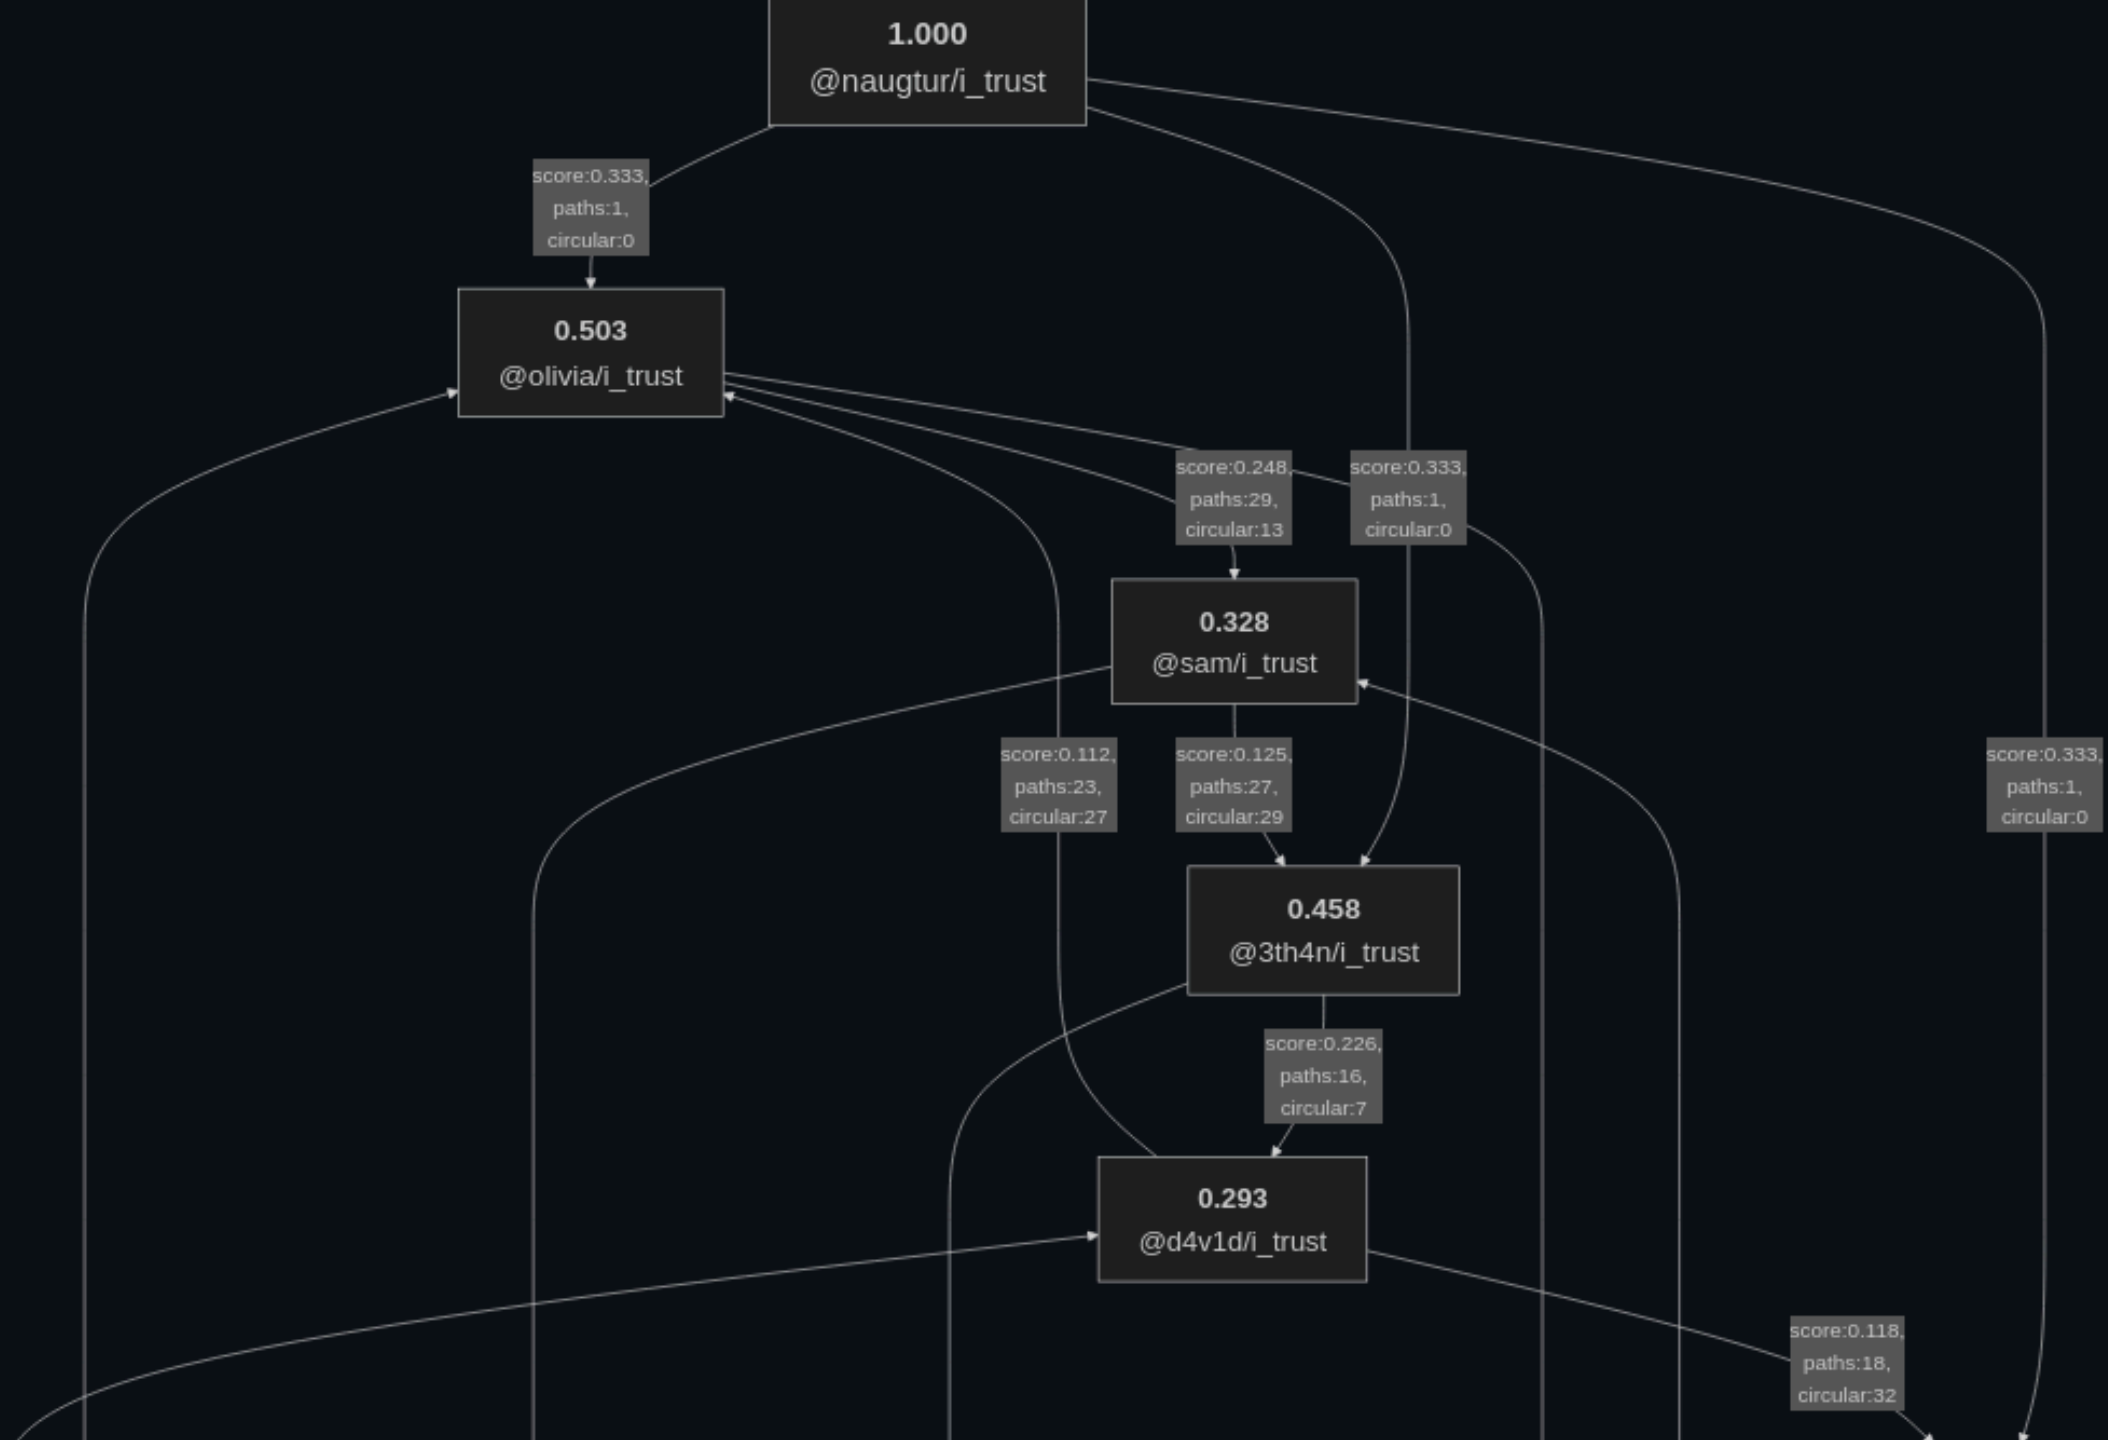 1.000
@naugtur/i_trust
score:0.333,
paths:1,
circular:0
0.503
@olivia/i_trust
score:0.248,
paths:29,
circular:13
score:0.333,
paths:1,
circular:0
0.328
@sam/i_trust
score:0.112,
paths:23,
circular:27
score:0.125,
paths:27,
circular:29
score:0.333,
paths:1,
circular:0
0.458
@3th4n/i_trust
score:0.226,
paths:16,
circular:7
0.293
@d4v1d/i_trust
score:0.118,
paths:18,
circular:32